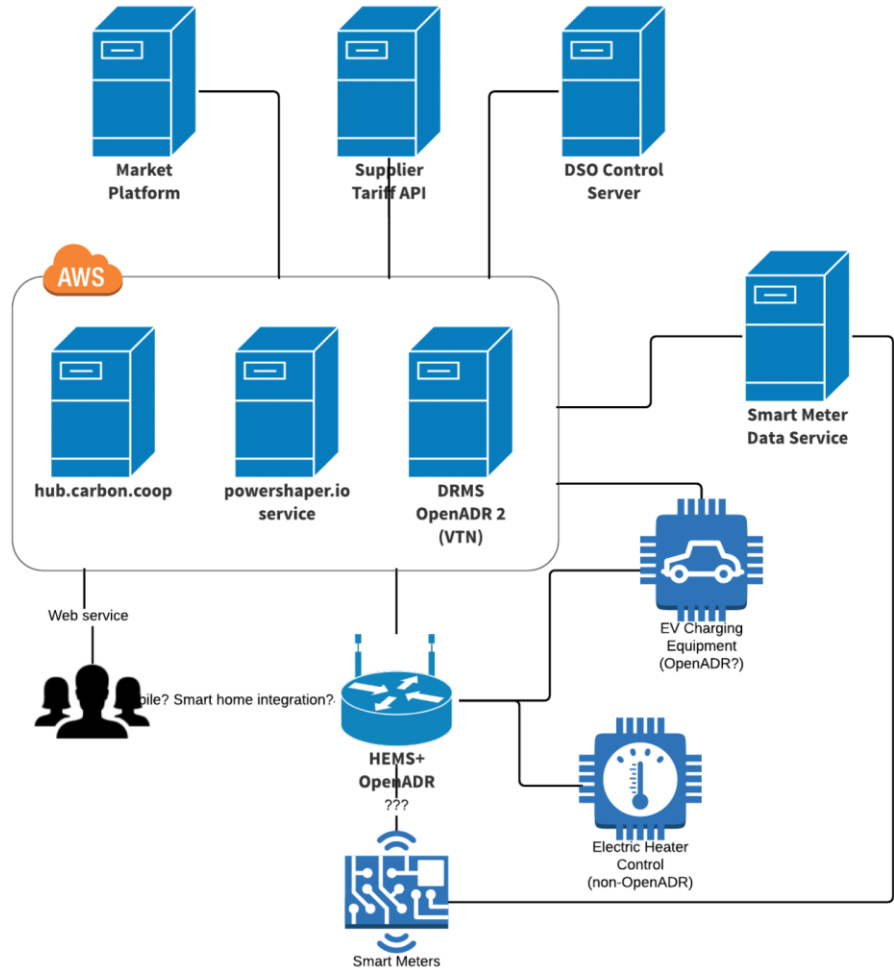 Market
Platform
Supplier
Tariff API
DSO Control
Server
AWS
Smart Meter
Data Service
hub.carbon.coop
powershaper.io
service
DRMS
OpenADR 2
(VTN)
Web service
EV Charging
Equipment
(OpenADR?)
bile? Smart home integration?
HEMS+
OpenADR
???
Electric Heater
Control
(non-OpenADR)
Smart Meters